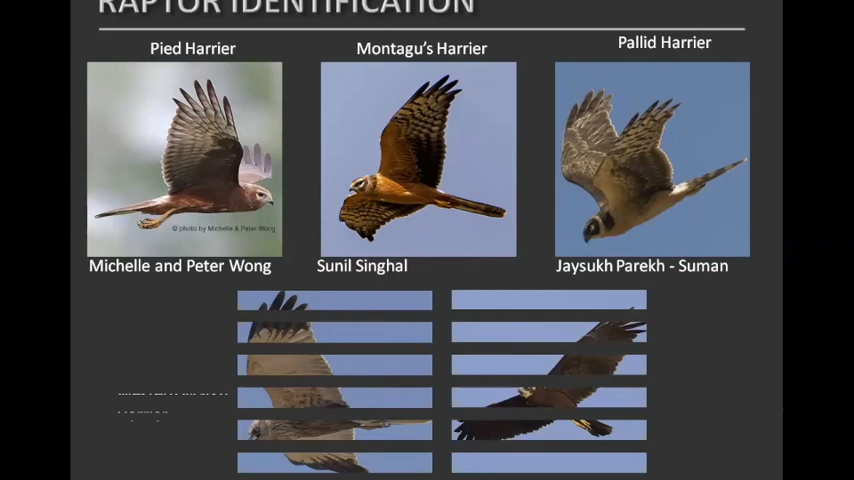 RAPTOR IDENTIFICATION
Pied Harrier
Montagu's Harrier
Pallid Harrier
© photo by Michelle & Peter Wong
Michelle and Peter Wong
Sunil Singhal
Jaysukh Parekh - Suman